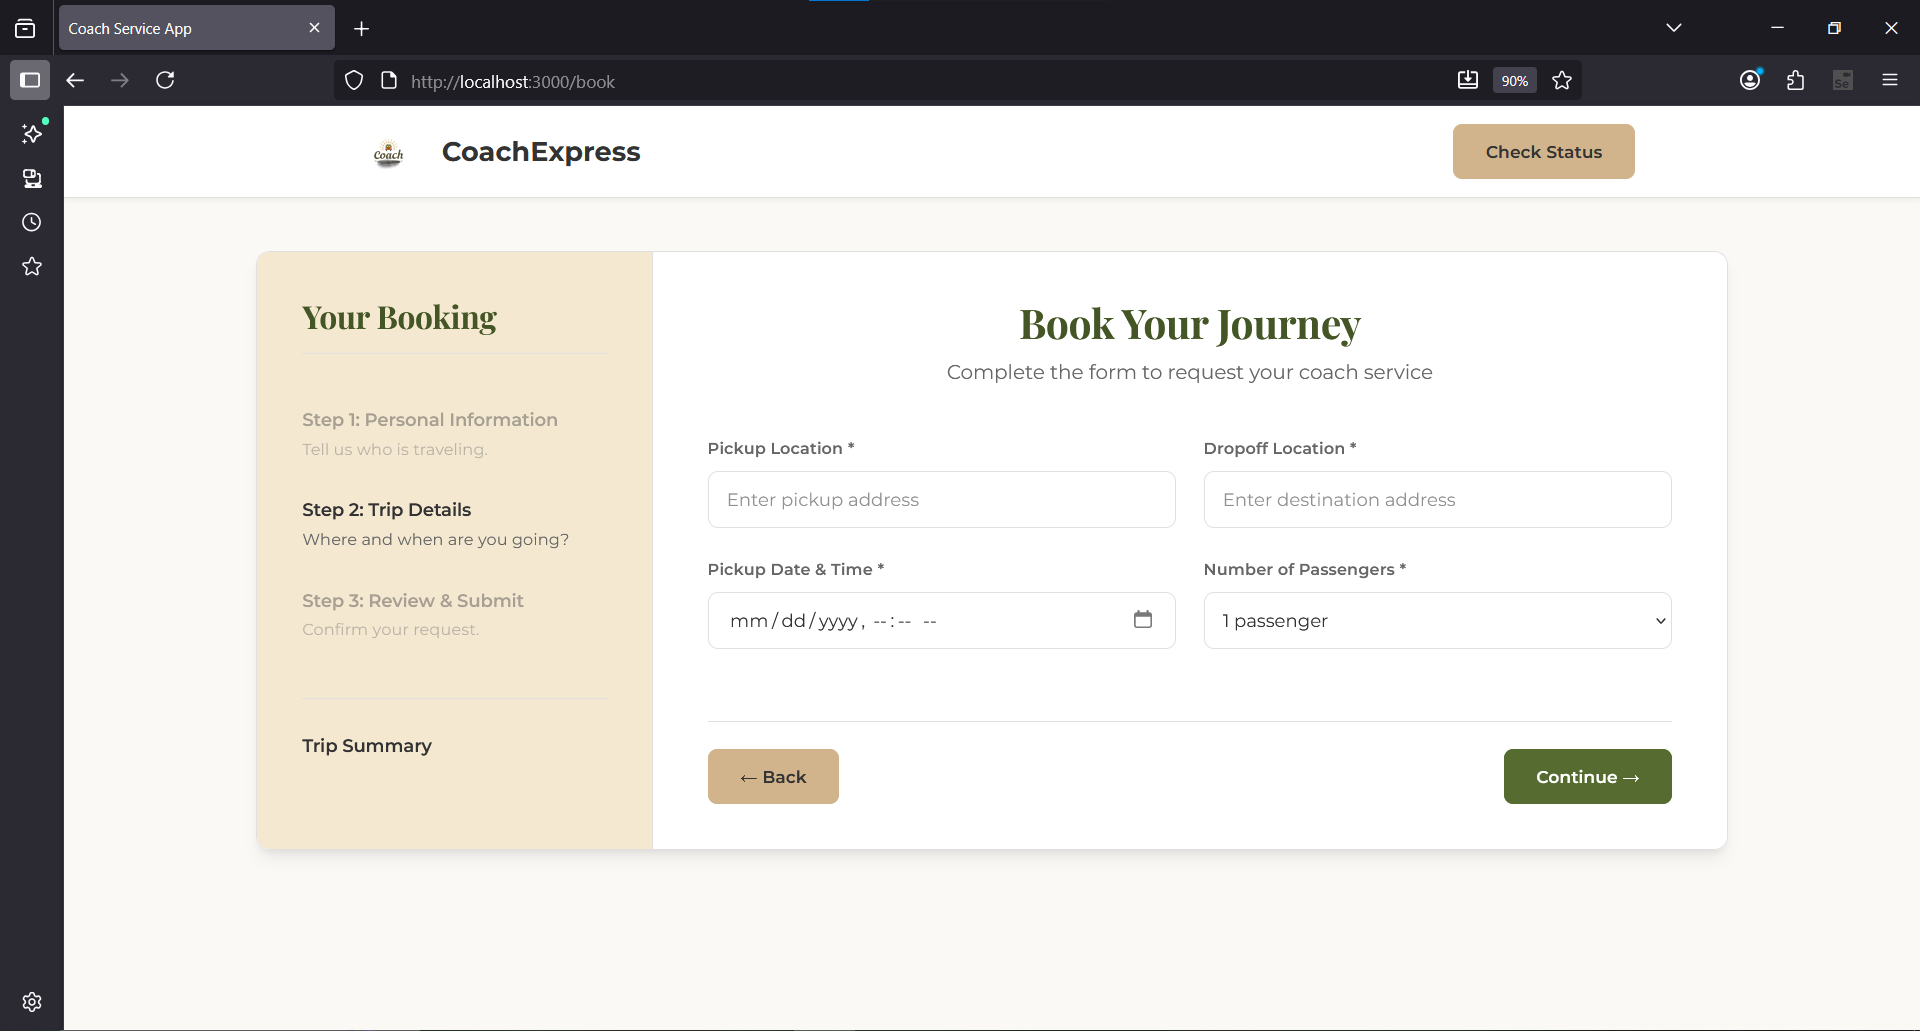 Coach Service App
http://localhost:3000/book
90%
Se
Coach
CoachExpress
Check Status
Your Booking
Step 1: Personal Information
Tell us who is traveling.
Step 2: Trip Details
Where and when are you going?
Step 3: Review & Submit
Confirm your request.
Trip Summary
Book Your Journey
Complete the form to request your coach service
Pickup Location *
Enter pickup address
Dropoff Location *
Enter destination address
Pickup Date & Time *
mm/dd/yyyy, --:-- --
Number of Passengers *
1 passenger
← Back
Continue →